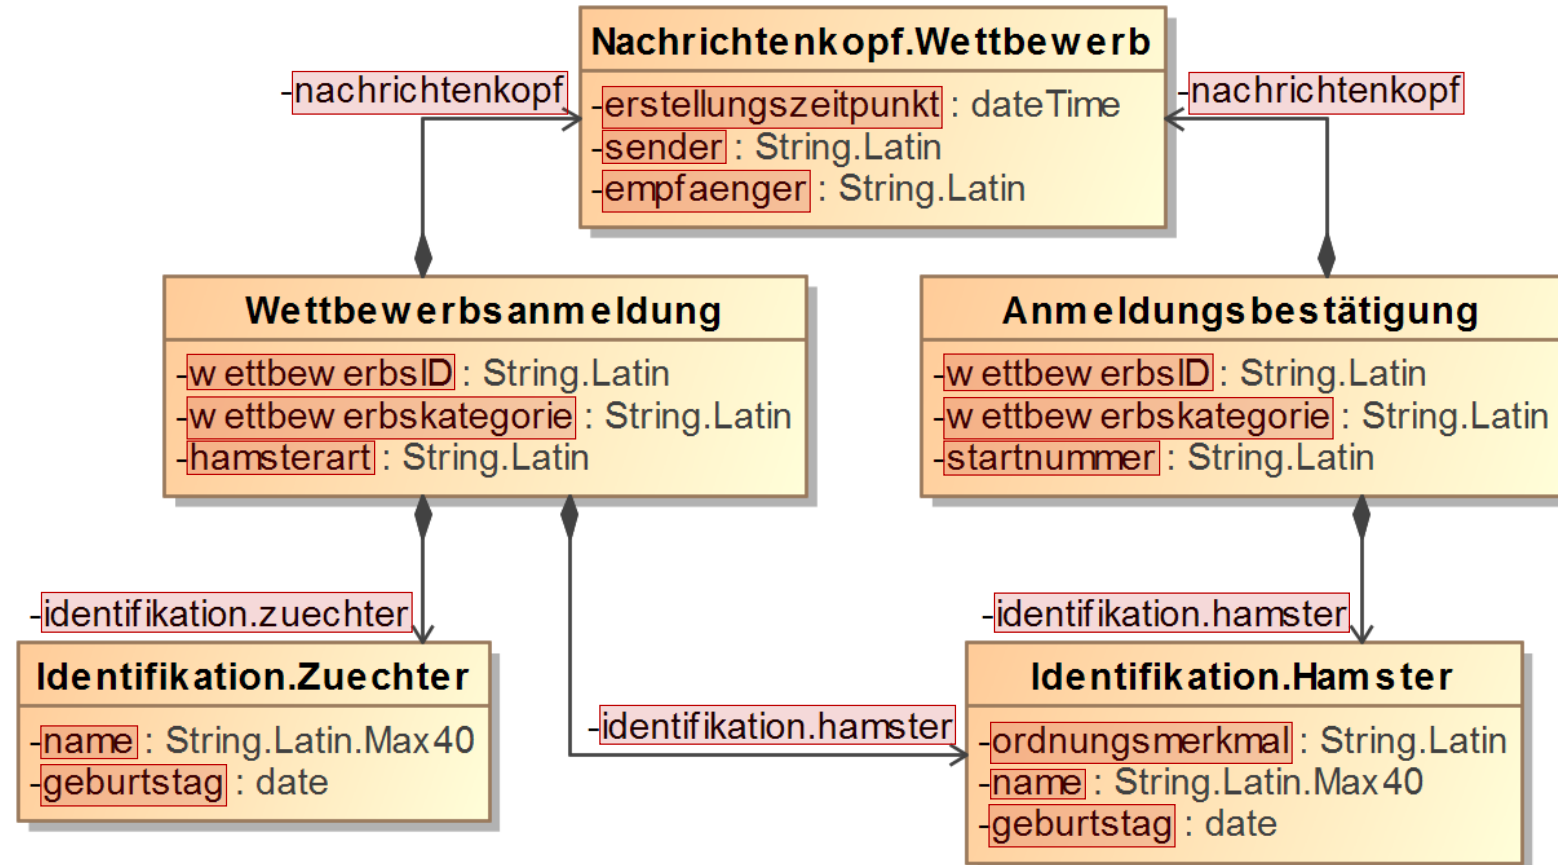 Nachrichtenkopf.Wettbewerb
-nachrichtenkopf
-nachrichtenkopf
-erstellungszeitpunkt : dateTime
-sender : String.Latin
-empfaenger : String.Latin
Wettbewerbsanmeldung
-wettbewerbsID : String.Latin
-wettbewerbskategorie : String.Latin
-hamsterart : String.Latin
Anmeldungsbestätigung
-wettbewerbsID : String.Latin
-wettbewerbskategorie : String.Latin
-startnummer : String.Latin
-identifikation.zuechter
-identifikation.hamster
Identifikation.Zuechter
-name : String.Latin.Max40
-geburtstag : date
-identifikation.hamster
Identifikation.Hamster
-ordnungsmerkmal : String.Latin
-name : String.Latin.Max40
-geburtstag : date